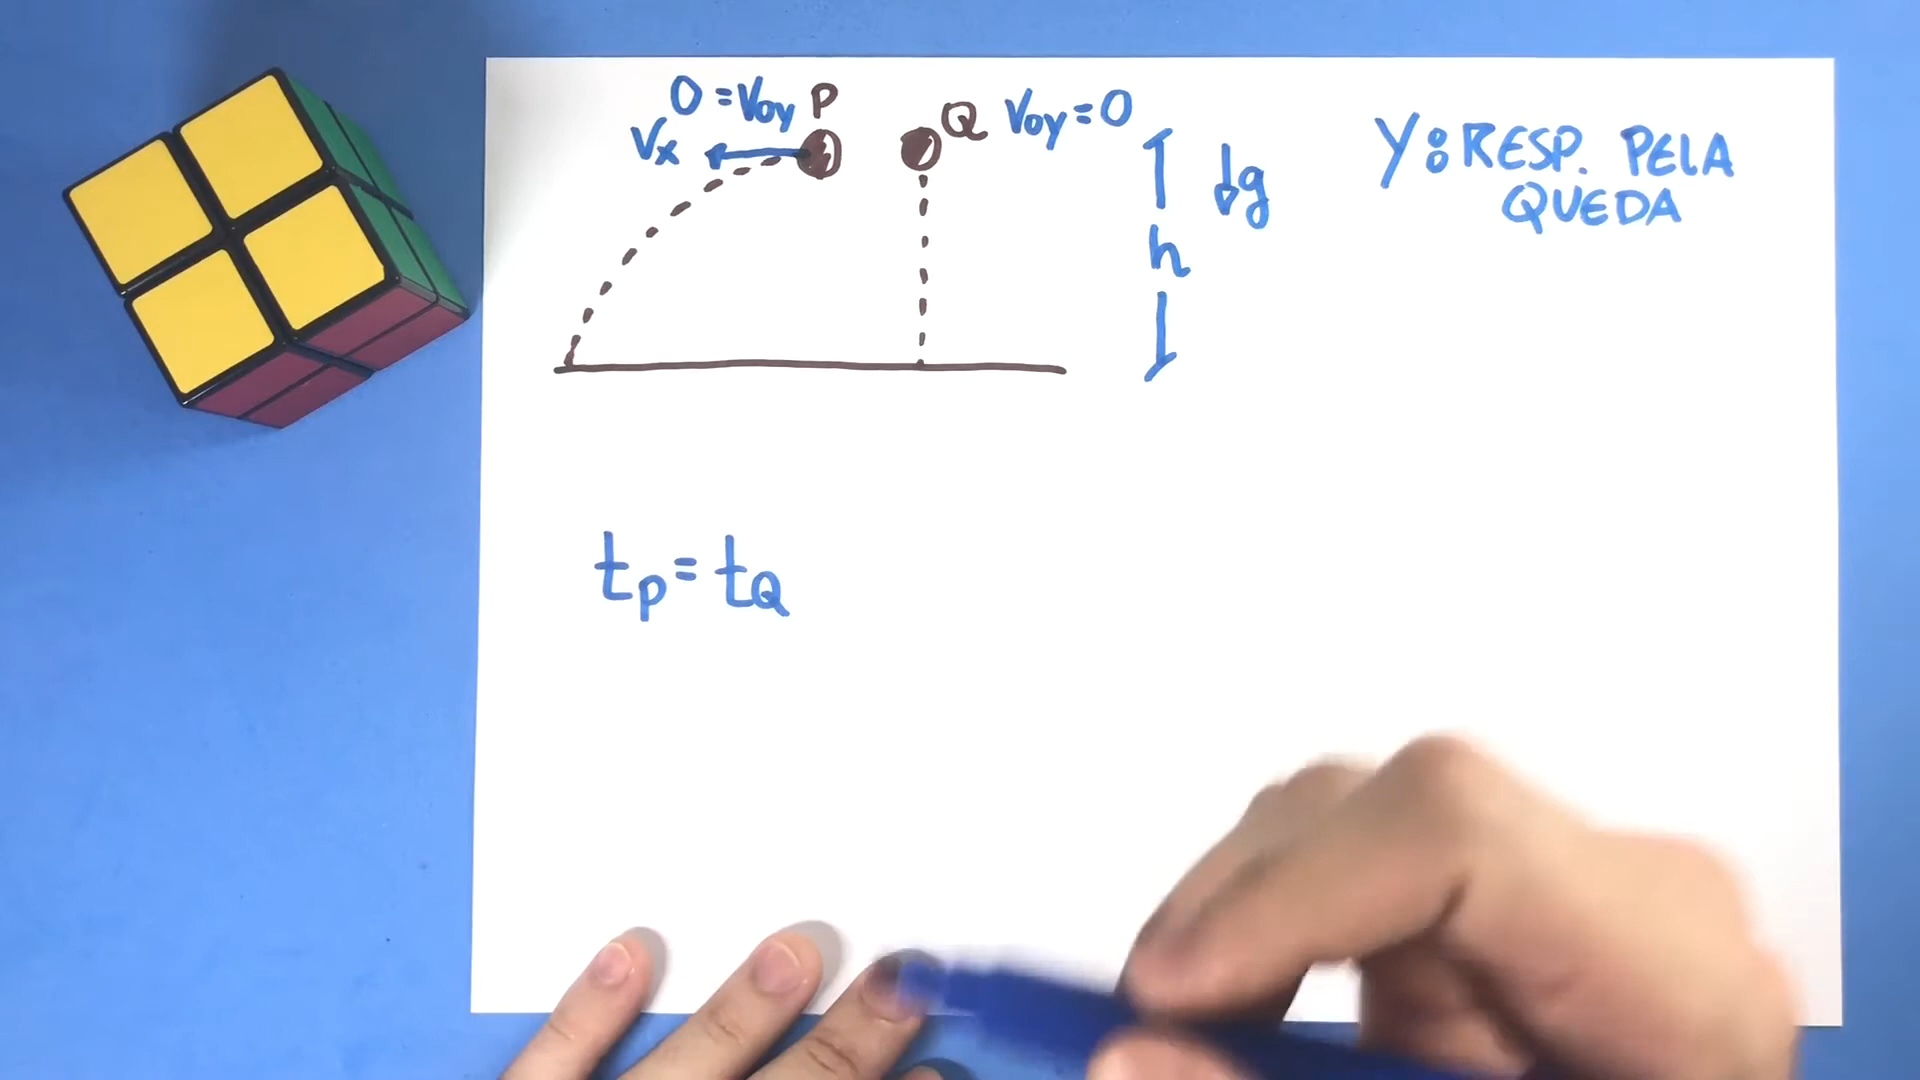 0 = Voy P
Vx
Q Voy = 0
h
↓g
Y: RESP. PELA
QUEDA
tP = tQ